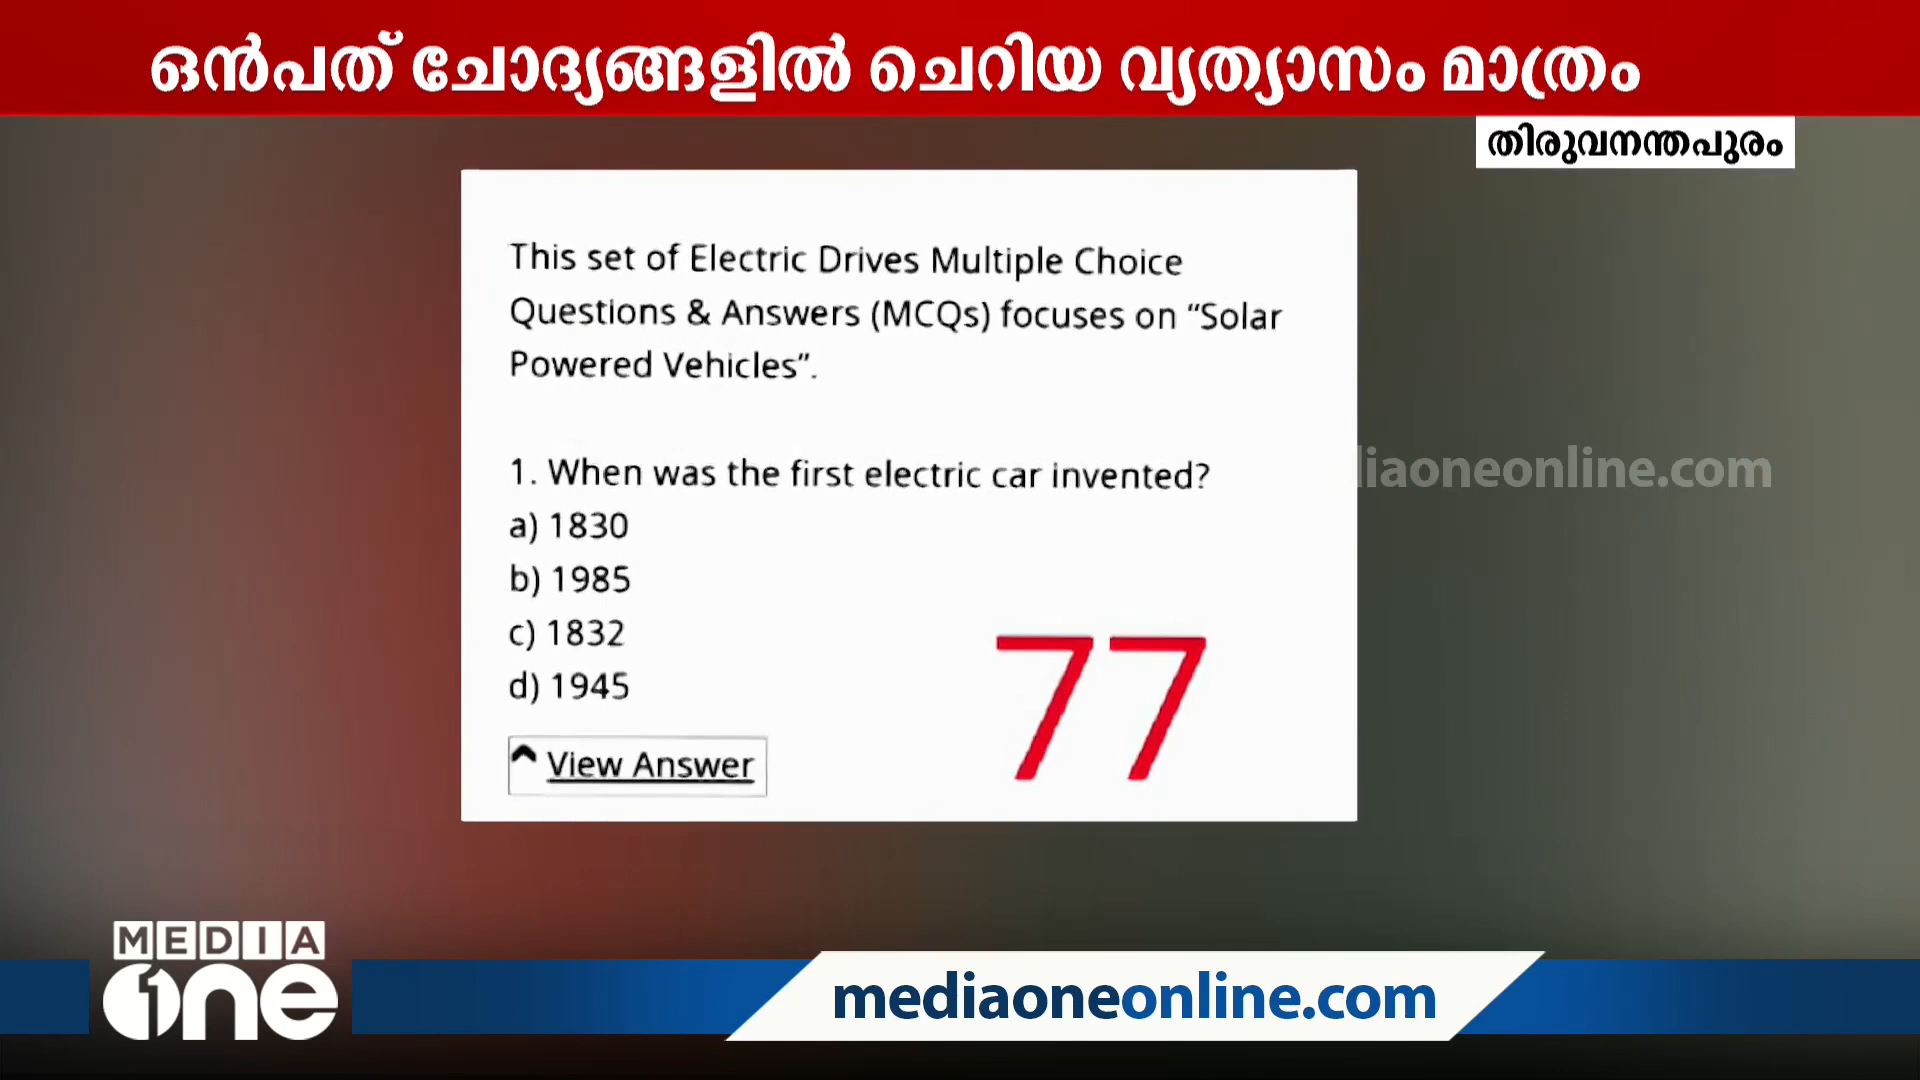 ഒൻപത് ചോദ്യങ്ങളിൽ ചെറിയ വ്യത്യാസം മാത്രം
തിരുവനന്തപുരം
This set of Electric Drives Multiple Choice
Questions & Answers (MCQs) focuses on “Solar
Powered Vehicles”.
1. When was the first electric car invented?
a) 1830
b) 1985
c) 1832
d) 1945
View Answer
77
diaoneonline.com
MEDIA
one
mediaoneonline.com